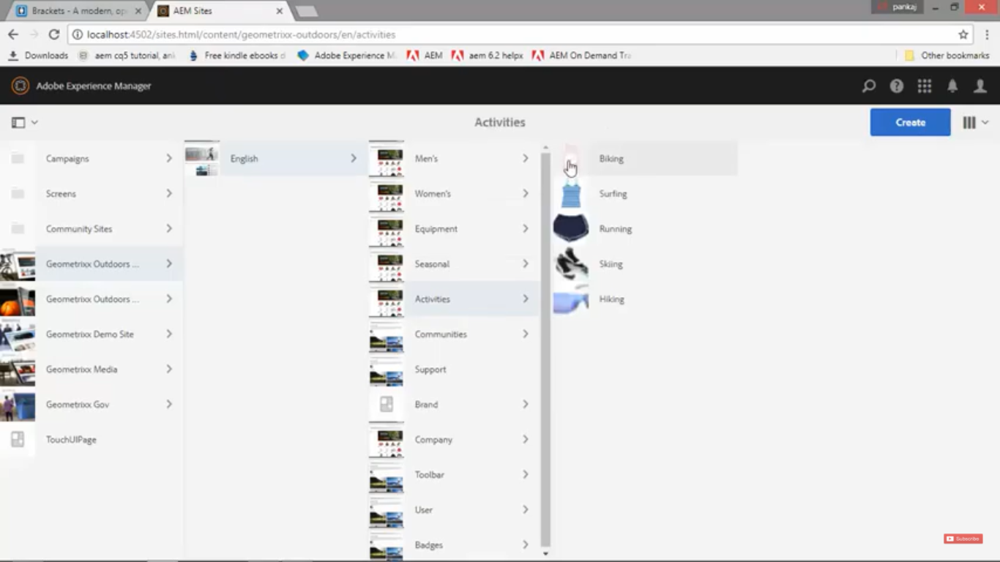 Brackets - A modern, op
AEM Sites
pankaj
localhost:4502/sites.html/content/geometrixx-outdoors/en/activities
Downloads
aem cq5 tutorial, ank
Free kindle ebooks d
Adobe Experience M
AEM
aem 6.2 helpx
AEM On Demand Tra
Other bookmarks
Adobe Experience Manager
Activities
Create
Campaigns
Screens
Community Sites
Geometrixx Outdoors ...
Geometrixx Outdoors ...
Geometrixx Demo Site
Geometrixx Media
Geometrixx Gov
TouchUIPage
English
Men's
Women's
Equipment
Seasonal
Activities
Communities
Support
Brand
Company
Toolbar
User
Badges
Biking
Surfing
Running
Skiing
Hiking
Subscribe